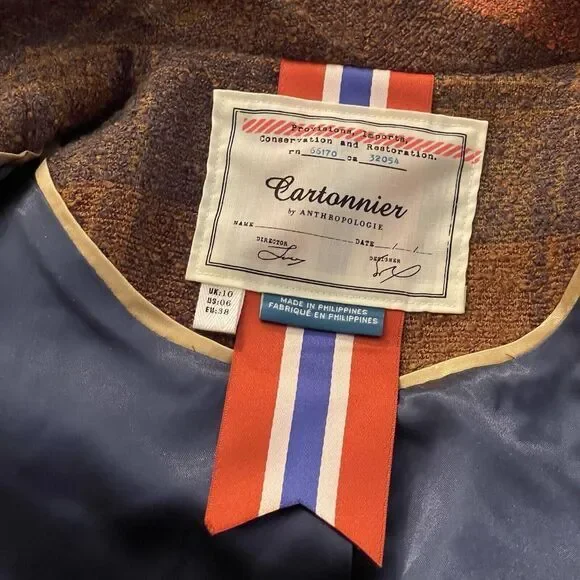 Provisions, Imports,
Conservation and Restoration.
rn 66170 ca 32054
Cartonnier
by ANTHROPOLOGIE
NAME DATE / /
DIRECTOR DESIGNER
UK:10
US:06
EU:38
MADE IN PHILIPPINES
FABRIQUÉ EN PHILIPPINES